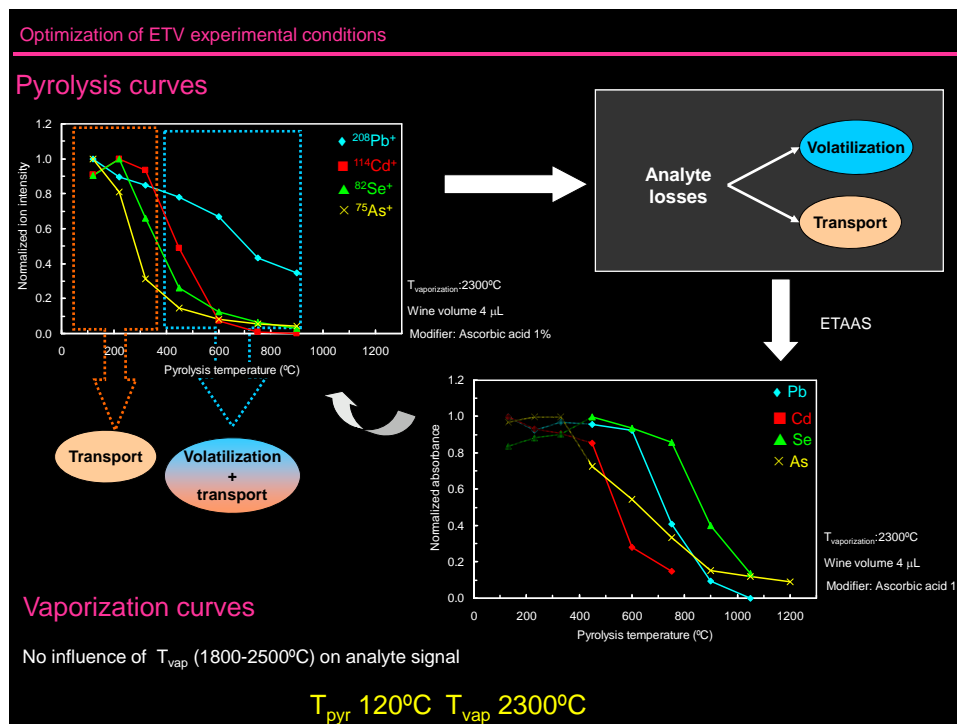 Optimization of ETV experimental conditions
Pyrolysis curves
1.2
1.0
0.8
0.6
0.4
0.2
0.0
Normalized ion intensity
0 200 400 600 800 1000 1200
Pyrolysis temperature (ºC)
²⁰⁸Pb⁺
¹¹⁴Cd⁺
⁸²Se⁺
⁷⁵As⁺
Tvaporization:2300ºC
Wine volume 4 μL
Modifier: Ascorbic acid 1%
Analyte
losses
Volatilization
Transport
ETAAS
Transport
Volatilization
+
transport
1.2
1.0
0.8
0.6
0.4
0.2
0.0
Normalized absorbance
0 200 400 600 800 1000 1200
Pyrolysis temperature (ºC)
Pb
Cd
Se
As
Tvaporization:2300ºC
Wine volume 4 μL
Modifier: Ascorbic acid 1
Vaporization curves
No influence of Tvap (1800-2500ºC) on analyte signal
Tpyr 120ºC Tvap 2300ºC